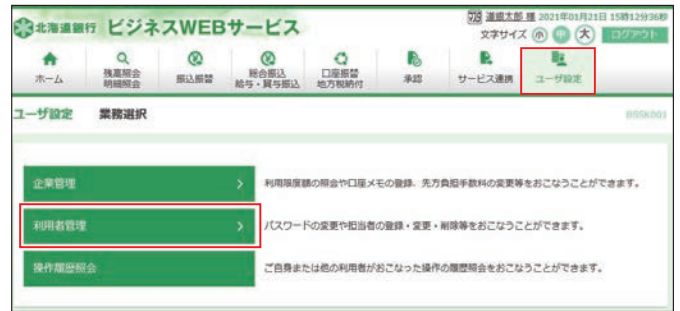 北海道銀行 ビジネスWEBサービス
道銀太郎 様 2021年01月21日 15時12分36秒
文字サイズ 小 中 大 ログアウト
ホーム
残高照会
明細照会
振込振替
総合振込
給与・賞与振込
口座振替
地方税納付
承認
サービス連携
ユーザ設定
ユーザ設定 業務選択
BSSK001
企業管理
利用限度額の照会や口座メモの登録、先方負担手数料の変更等をおこなうことができます。
利用者管理
パスワードの変更や担当者の登録・変更・削除等をおこなうことができます。
操作履歴照会
ご自身または他の利用者がおこなった操作の履歴照会をおこなうことができます。